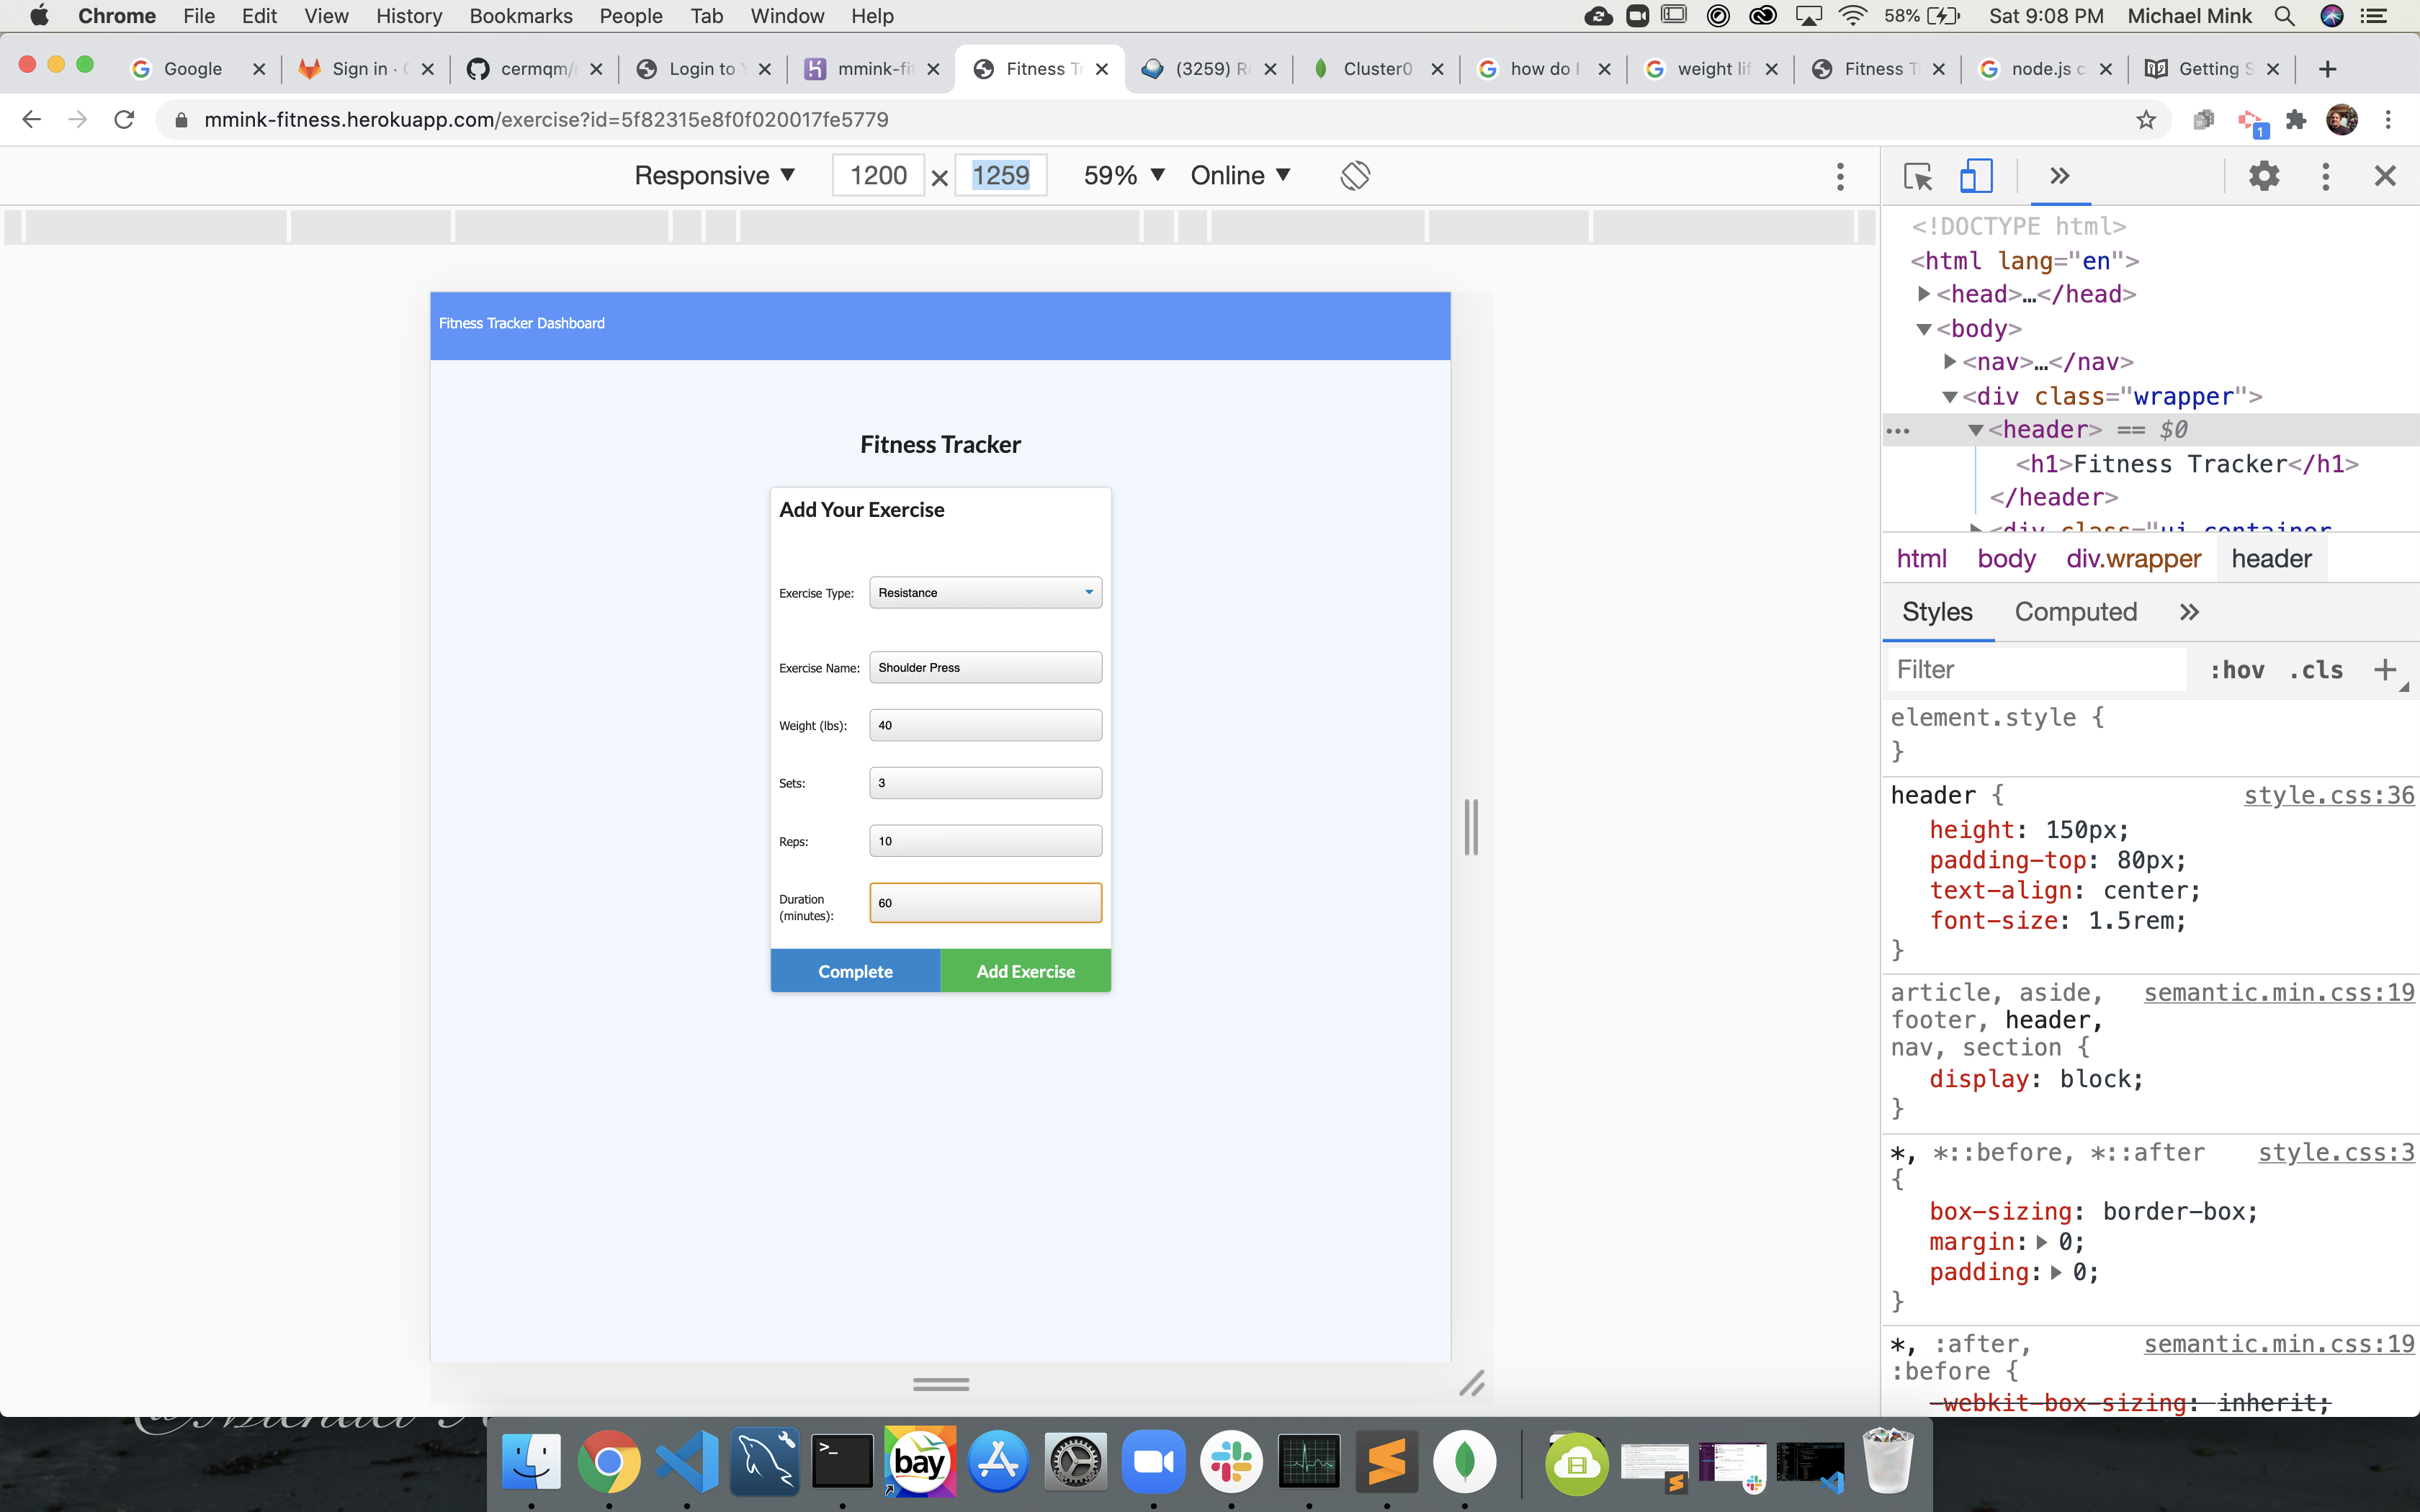 Chrome File Edit View History Bookmarks People Tab Window Help 58% Sat 9:08 PM Michael Mink
Google Sign in · cermqm/ Login to mmink-fi Fitness T (3259) R Cluster0 how do weight lif Fitness T node.js c Getting S
mmink-fitness.herokuapp.com/exercise?id=5f82315e8f0f020017fe5779
1
Responsive 1200 × 1259 59% Online
<!DOCTYPE html>
<html lang="en">
<head>…</head>
<body>
<nav>…</nav>
<div class="wrapper">
<header> == $0
<h1>Fitness Tracker</h1>
</header>
<div class="ui container
html body div.wrapper header
Styles Computed
Filter :hov .cls
element.style {
}
header { style.css:36
height: 150px;
padding-top: 80px;
text-align: center;
font-size: 1.5rem;
}
article, aside, semantic.min.css:19
footer, header,
nav, section {
display: block;
}
*, *::before, *::after style.css:3
{
box-sizing: border-box;
margin: 0;
padding: 0;
}
*, :after, semantic.min.css:19
:before {
-webkit-box-sizing: inherit;
Fitness Tracker Dashboard
Fitness Tracker
Add Your Exercise
Exercise Type: Resistance
Exercise Name: Shoulder Press
Weight (lbs): 40
Sets: 3
Reps: 10
Duration
(minutes): 60
Complete Add Exercise
@Michael
bay